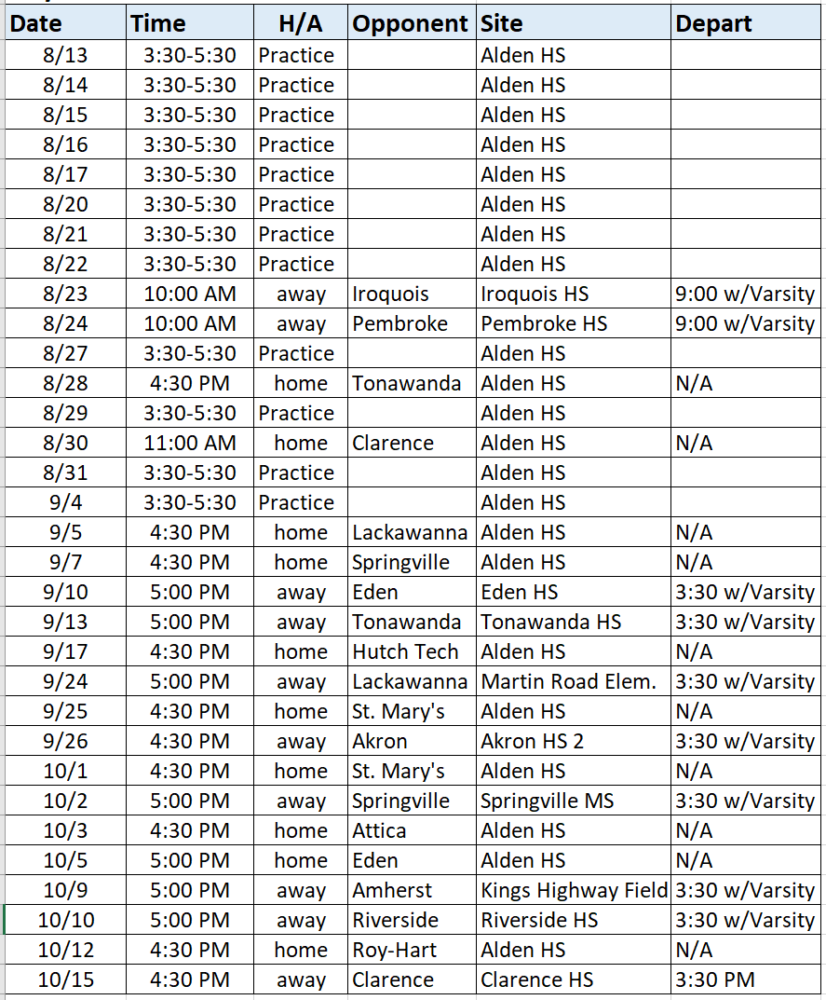 Date Time H/A Opponent Site Depart
8/13 3:30-5:30 Practice Alden HS
8/14 3:30-5:30 Practice Alden HS
8/15 3:30-5:30 Practice Alden HS
8/16 3:30-5:30 Practice Alden HS
8/17 3:30-5:30 Practice Alden HS
8/20 3:30-5:30 Practice Alden HS
8/21 3:30-5:30 Practice Alden HS
8/22 3:30-5:30 Practice Alden HS
8/23 10:00 AM away Iroquois Iroquois HS 9:00 w/Varsity
8/24 10:00 AM away Pembroke Pembroke HS 9:00 w/Varsity
8/27 3:30-5:30 Practice Alden HS
8/28 4:30 PM home Tonawanda Alden HS N/A
8/29 3:30-5:30 Practice Alden HS
8/30 11:00 AM home Clarence Alden HS N/A
8/31 3:30-5:30 Practice Alden HS
9/4 3:30-5:30 Practice Alden HS
9/5 4:30 PM home Lackawanna Alden HS N/A
9/7 4:30 PM home Springville Alden HS N/A
9/10 5:00 PM away Eden Eden HS 3:30 w/Varsity
9/13 5:00 PM away Tonawanda Tonawanda HS 3:30 w/Varsity
9/17 4:30 PM home Hutch Tech Alden HS N/A
9/24 5:00 PM away Lackawanna Martin Road Elem. 3:30 w/Varsity
9/25 4:30 PM home St. Mary's Alden HS N/A
9/26 4:30 PM away Akron Akron HS 2 3:30 w/Varsity
10/1 4:30 PM home St. Mary's Alden HS N/A
10/2 5:00 PM away Springville Springville MS 3:30 w/Varsity
10/3 4:30 PM home Attica Alden HS N/A
10/5 5:00 PM home Eden Alden HS N/A
10/9 5:00 PM away Amherst Kings Highway Field 3:30 w/Varsity
10/10 5:00 PM away Riverside Riverside HS 3:30 w/Varsity
10/12 4:30 PM home Roy-Hart Alden HS N/A
10/15 4:30 PM away Clarence Clarence HS 3:30 PM